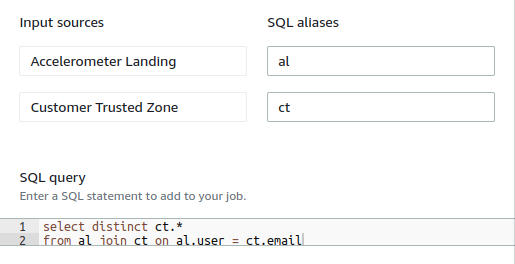 Input sources
SQL aliases
Accelerometer Landing
al
Customer Trusted Zone
ct
SQL query
Enter a SQL statement to add to your job.
1 select distinct ct.*
2 from al join ct on al.user = ct.email